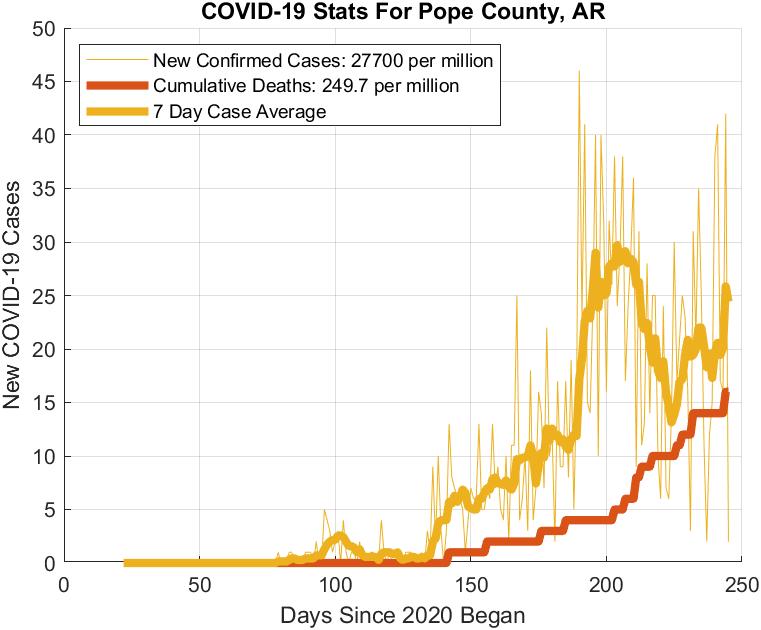 COVID-19 Stats For Pope County, AR
New Confirmed Cases: 27700 per million
Cumulative Deaths: 249.7 per million
7 Day Case Average
50
45
40
35
30
25
20
15
10
5
0
New COVID-19 Cases
0 50 100 150 200 250
Days Since 2020 Began